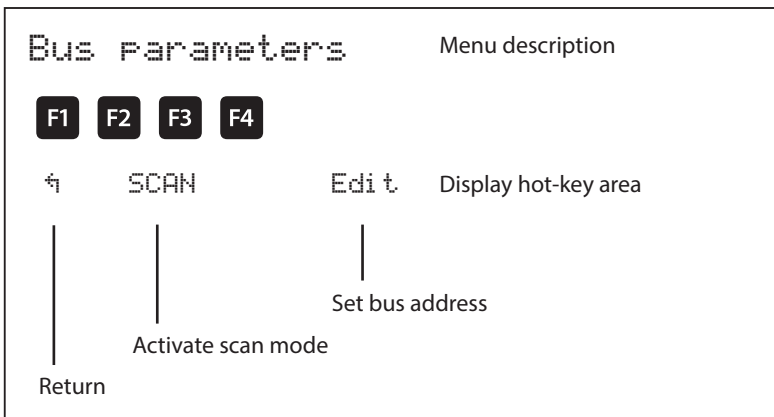 Bus parameters Menu description
F1 F2 F3 F4
↰ SCAN Edit Display hot-key area
Set bus address
Activate scan mode
Return